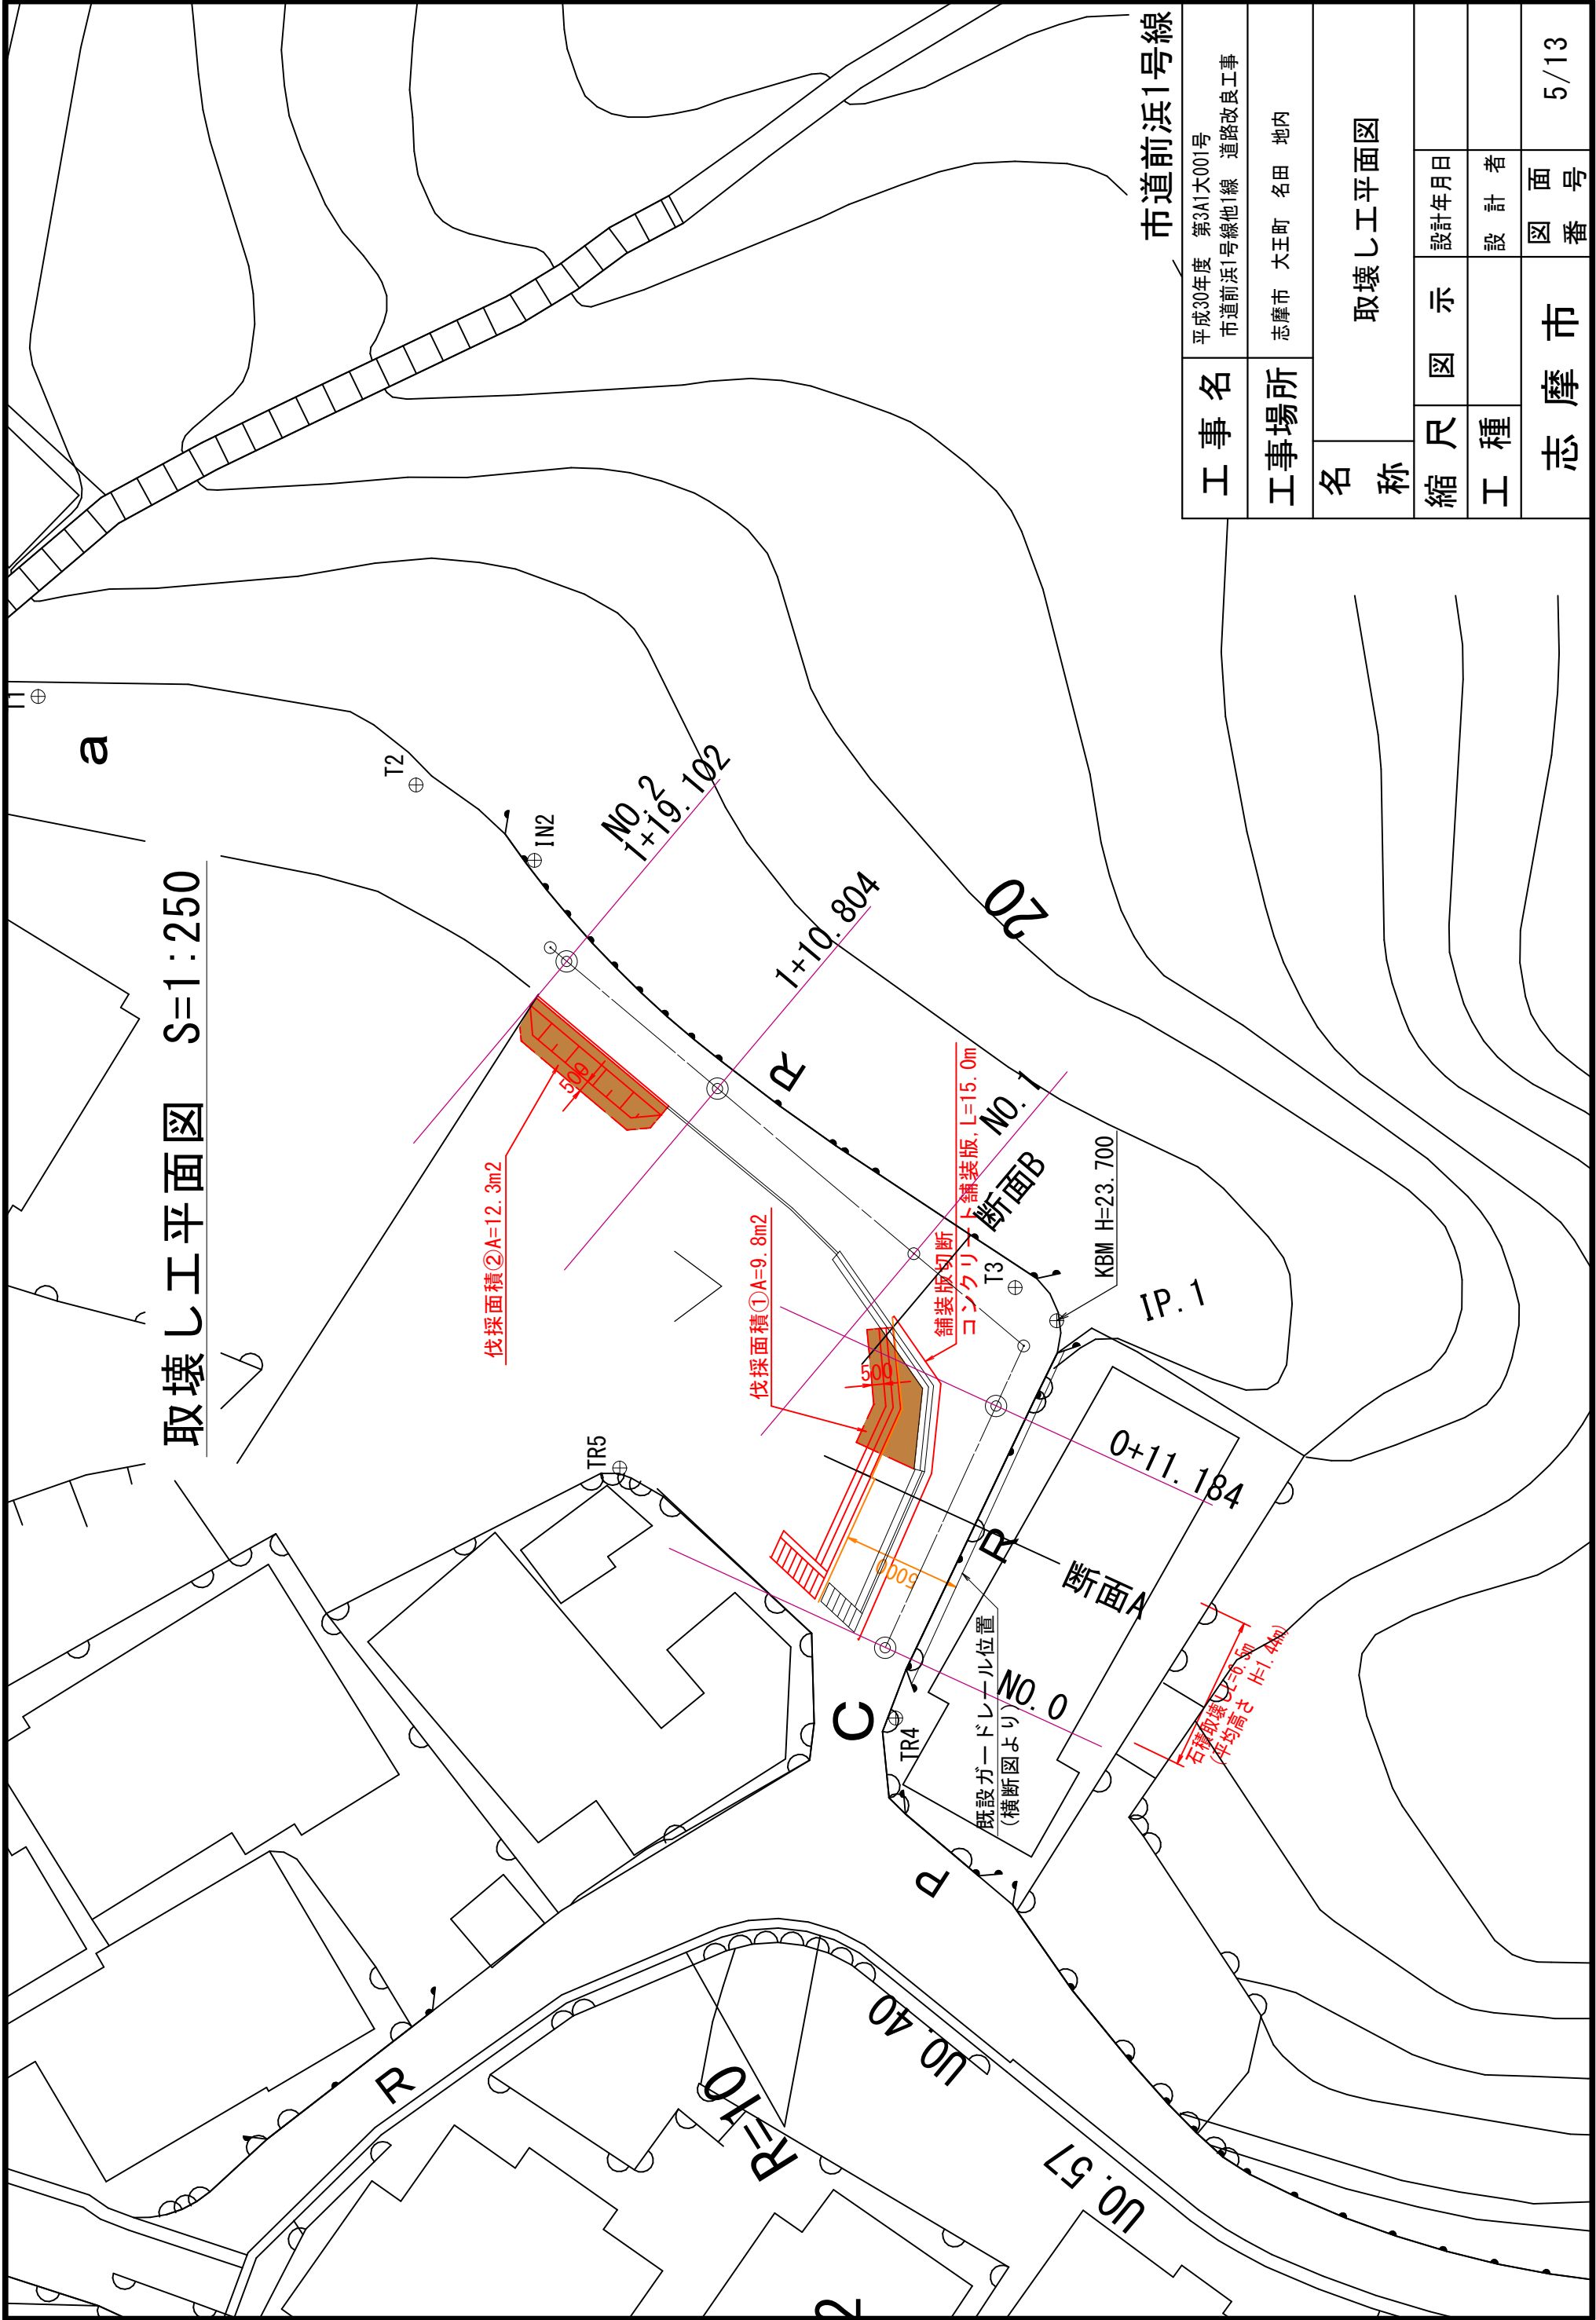 取壊し工平面図 S=1:250
a
T2
IN2
NO.2
1+19.102
1+10.804
20
R
伐採面積②A=12.3m2
500
伐採面積①A=9.8m2
500
舗装版切断
コンクリート舗装版,L=15.0m
NO.1
断面B
T3
KBM H=23.700
IP.1
TR5
0+11.184
5000
R
断面A
既設ガードレール位置
(横断図より)
NO.0
石積取壊し L=6.5m
(平均高さ H=1.44m)
C
TR4
P
R
U0.40
R=10
U0.57
2
市道前浜1号線
工事名
平成30年度 第3A1大001号
市道前浜1号線他1線 道路改良工事
工事場所
志摩市 大王町 名田 地内
名称
取壊し工平面図
縮尺
図示
設計年月日
工種
設計者
志摩市
図面番号
5/13